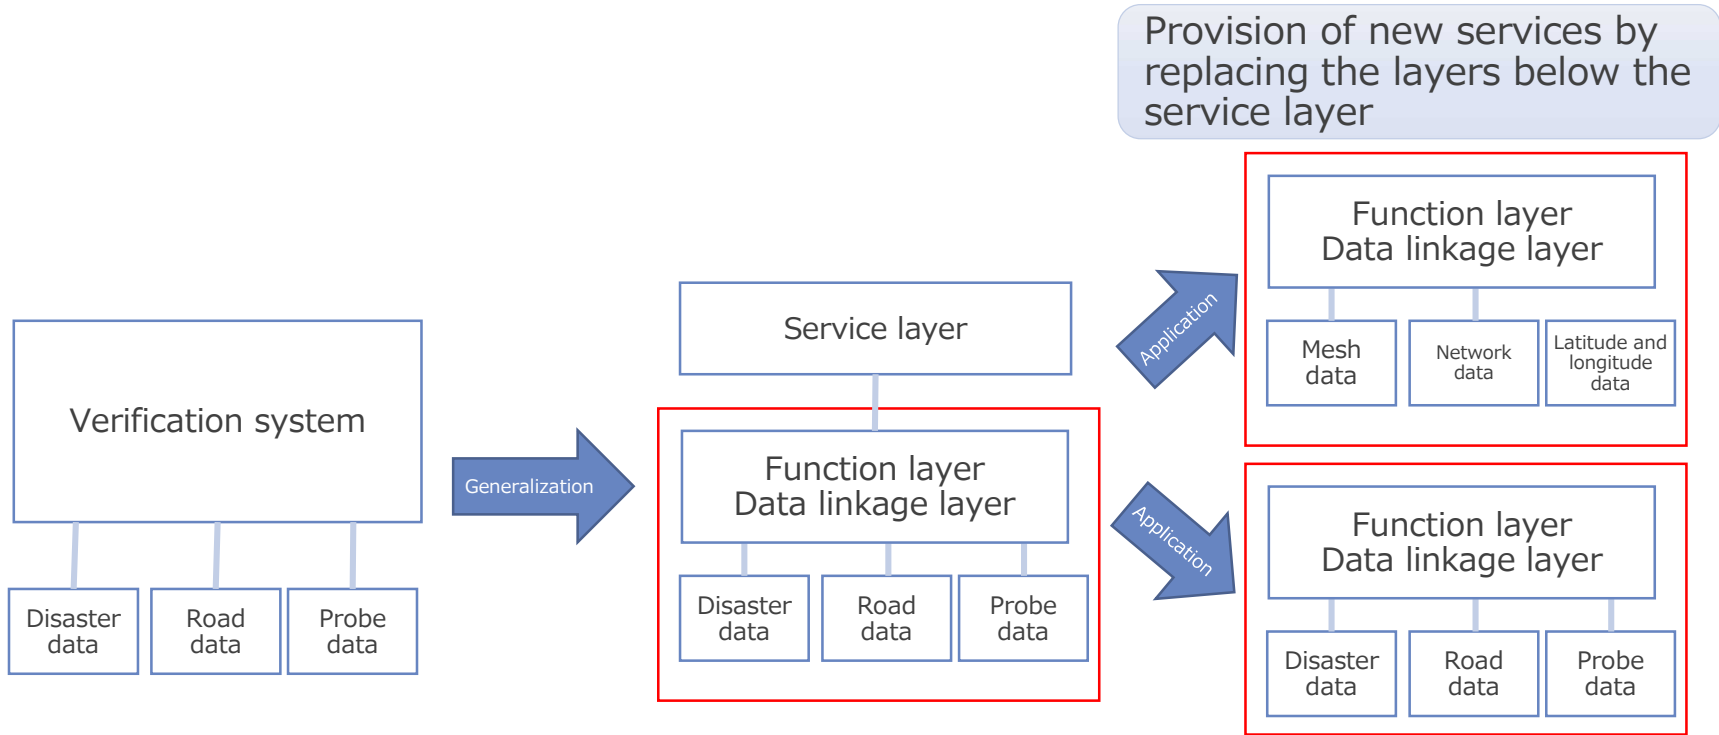 Provision of new services by
replacing the layers below the
service layer
Verification system
Disaster
data
Road
data
Probe
data
Generalization
Service layer
Function layer
Data linkage layer
Disaster
data
Road
data
Probe
data
Application
Application
Function layer
Data linkage layer
Mesh
data
Network
data
Latitude and
longitude
data
Function layer
Data linkage layer
Disaster
data
Road
data
Probe
data